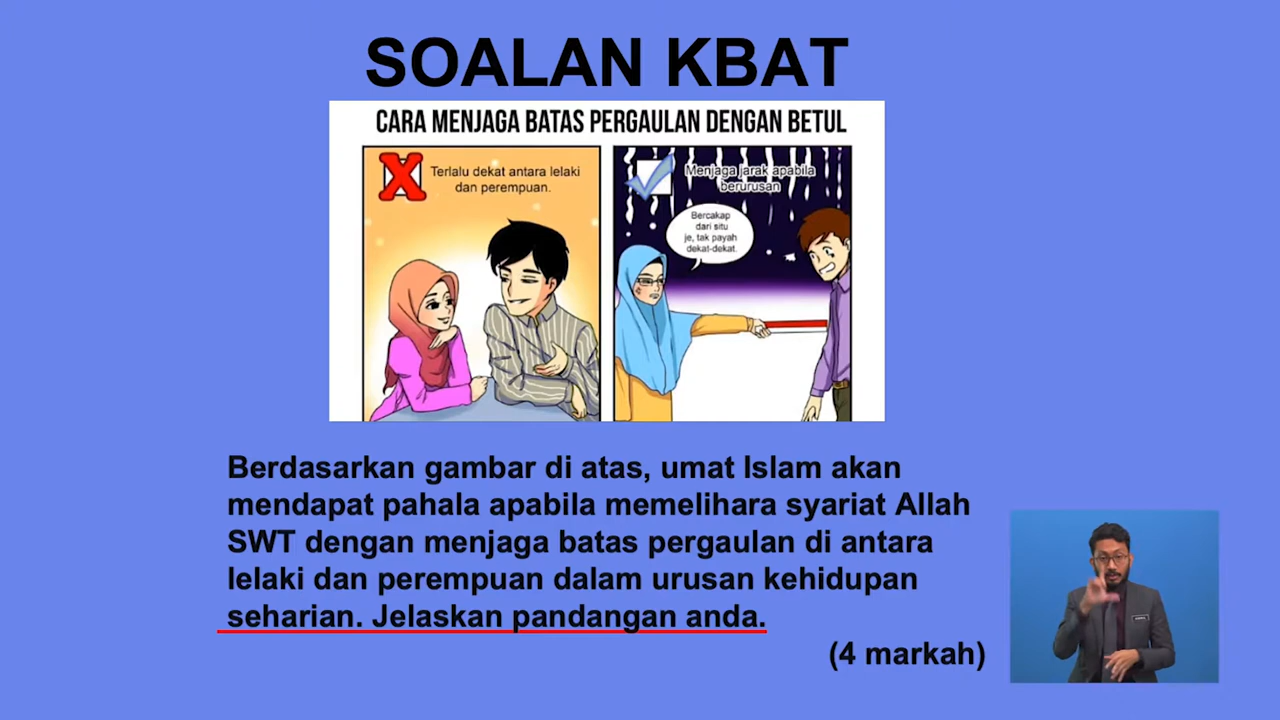 SOALAN KBAT
CARA MENJAGA BATAS PERGAULAN DENGAN BETUL
X Terlalu dekat antara lelaki
dan perempuan.
Menjaga jarak apabila
berurusan
Bercakap
dari situ
je, tak payah
dekat-dekat.
Berdasarkan gambar di atas, umat Islam akan
mendapat pahala apabila memelihara syariat Allah
SWT dengan menjaga batas pergaulan di antara
lelaki dan perempuan dalam urusan kehidupan
seharian. Jelaskan pandangan anda.
(4 markah)